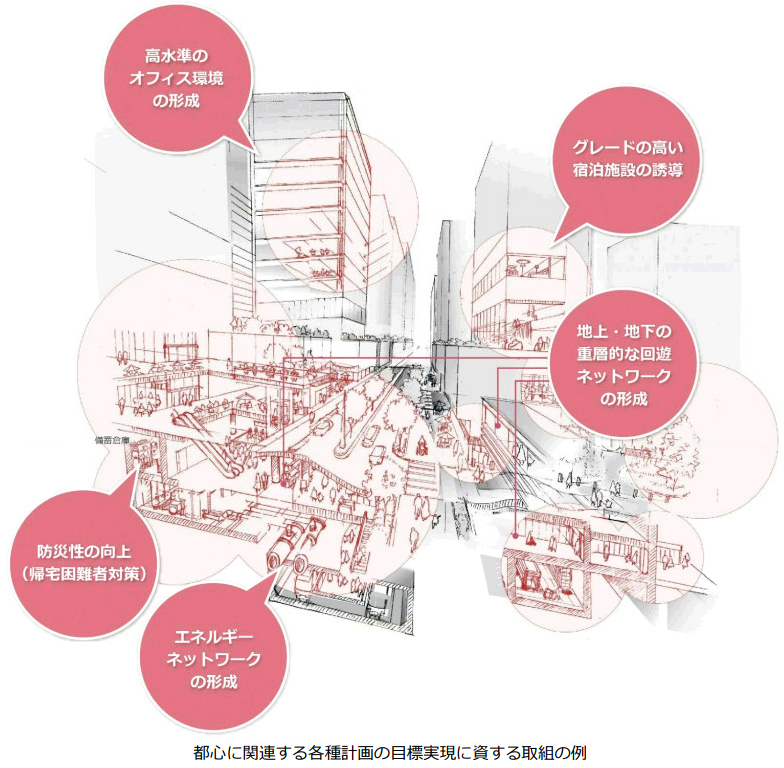 高水準の
オフィス環境
の形成
グレードの高い
宿泊施設の誘導
地上・地下の
重層的な回遊
ネットワーク
の形成
備蓄倉庫
防災性の向上
（帰宅困難者対策）
エネルギー
ネットワーク
の形成
都心に関連する各種計画の目標実現に資する取組の例